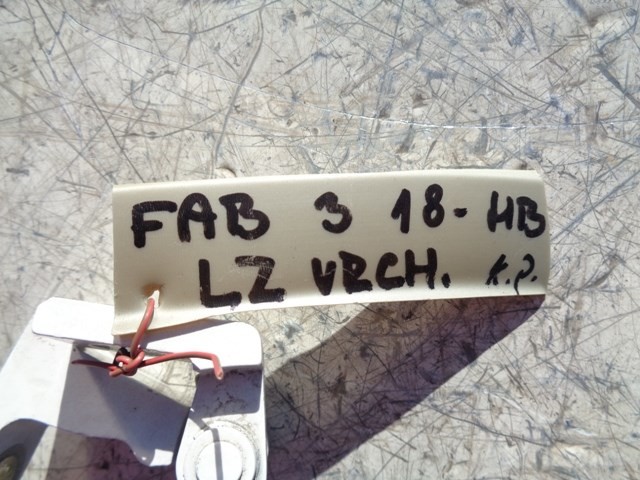 FAB 3 18- HB
LZ VRCH. K.P.